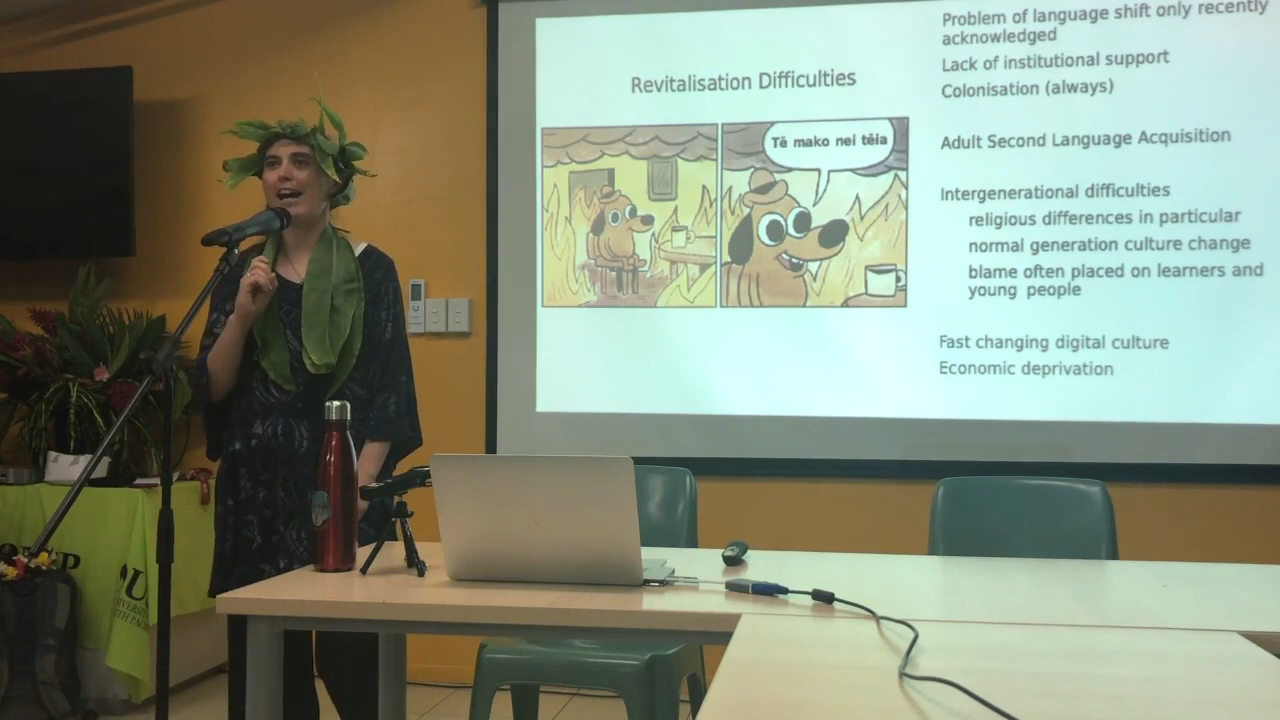 Revitalisation Difficulties
Tē mako nei tēia
Problem of language shift only recently
acknowledged
Lack of institutional support
Colonisation (always)
Adult Second Language Acquisition
Intergenerational difficulties
religious differences in particular
normal generation culture change
blame often placed on learners and
young people
Fast changing digital culture
Economic deprivation